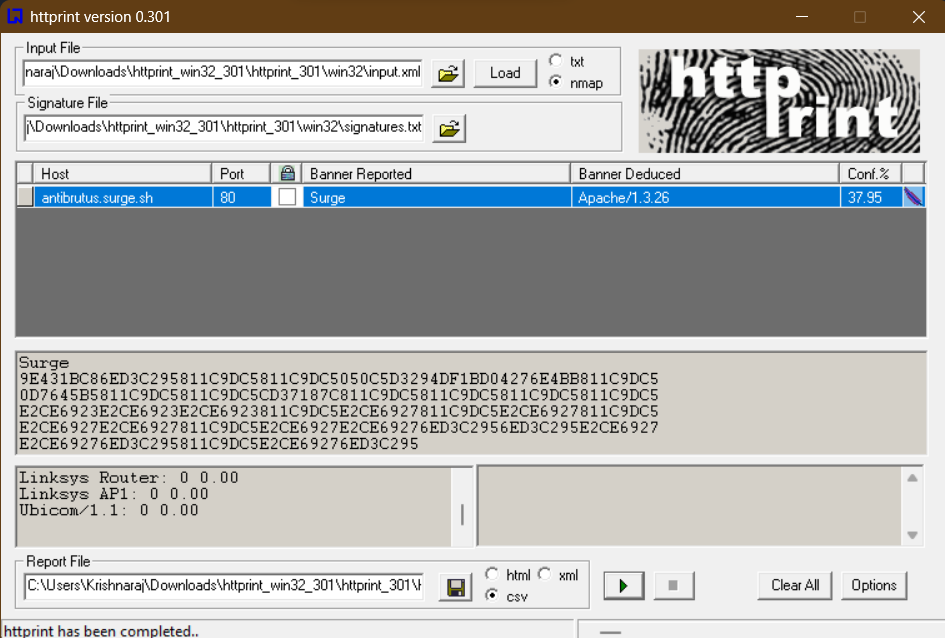 httprint version 0.301
Input File
naraj\Downloads\httprint_win32_301\httprint_301\win32\input.xml
Load
txt
nmap
Signature File
j\Downloads\httprint_win32_301\httprint_301\win32\signatures.txt
http
print
Host Port Banner Reported Banner Deduced Conf.%
antibrutus.surge.sh 80 Surge Apache/1.3.26 37.95
Surge
9E431BC86ED3C295811C9DC5811C9DC5050C5D3294DF1BD04276E4BB811C9DC5
0D7645B5811C9DC5811C9DC5CD37187C811C9DC5811C9DC5811C9DC5811C9DC5
E2CE6923E2CE6923E2CE6923811C9DC5E2CE6927811C9DC5E2CE6927811C9DC5
E2CE6927E2CE6927811C9DC5E2CE6927E2CE69276ED3C2956ED3C295E2CE6927
E2CE69276ED3C295811C9DC5E2CE69276ED3C295
Linksys Router: 0 0.00
Linksys AP1: 0 0.00
Ubicom/1.1: 0 0.00
Report File
C:\Users\Krishnaraj\Downloads\httprint_win32_301\httprint_301\
html
xml
csv
Clear All
Options
httprint has been completed..